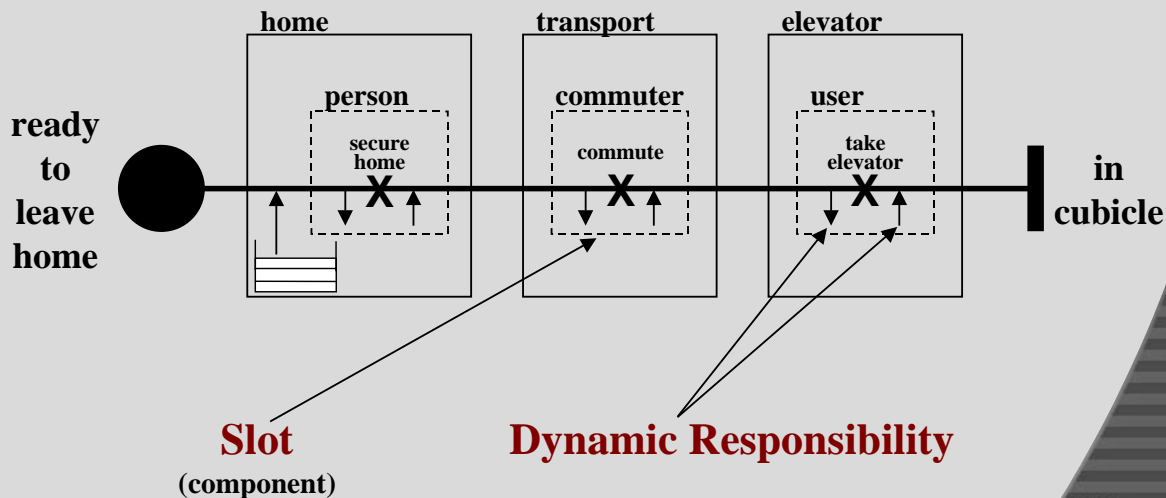 home
transport
elevator
person
commuter
user
ready
to
leave
home
secure
home
commute
take
elevator
X
X
X
in
cubicle
Slot
(component)
Dynamic Responsibility